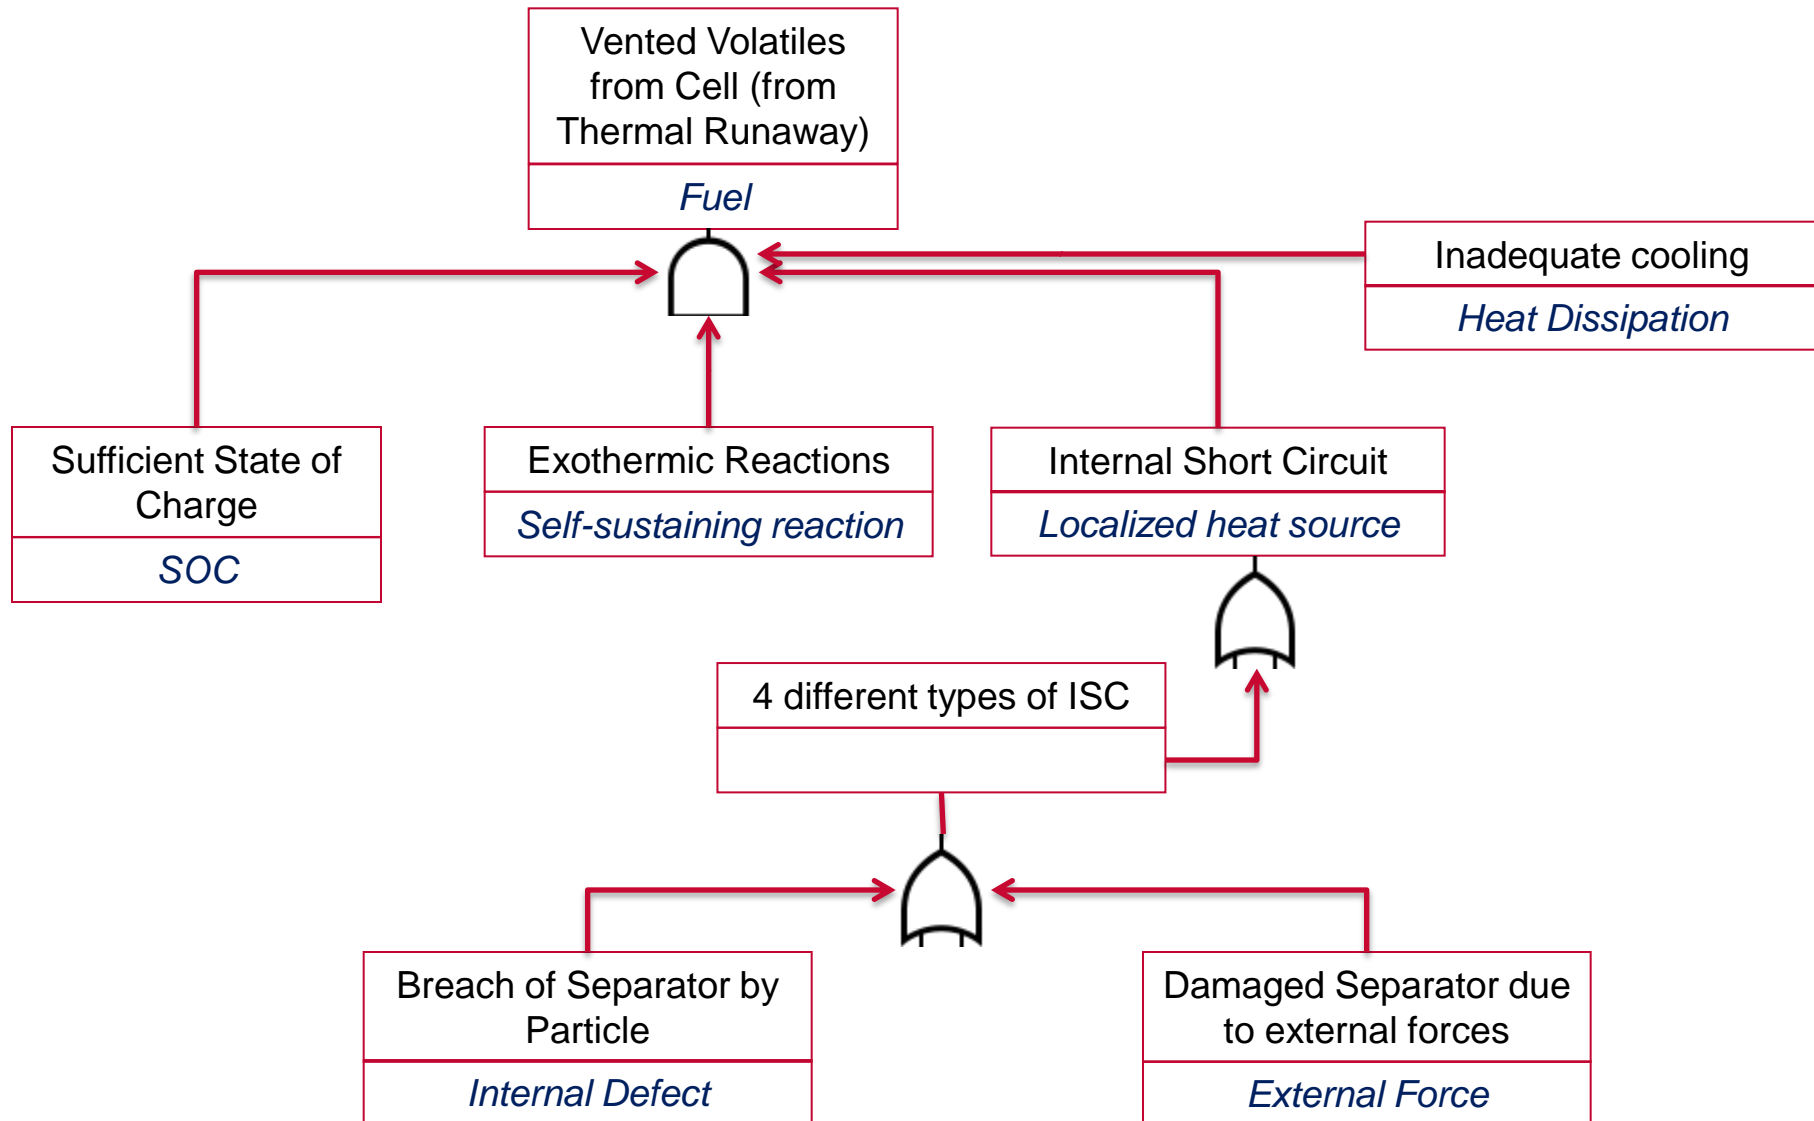 Vented Volatiles
from Cell (from
Thermal Runaway)
Fuel
Inadequate cooling
Heat Dissipation
Sufficient State of
Charge
SOC
Exothermic Reactions
Self-sustaining reaction
Internal Short Circuit
Localized heat source
4 different types of ISC
Breach of Separator by
Particle
Internal Defect
Damaged Separator due
to external forces
External Force